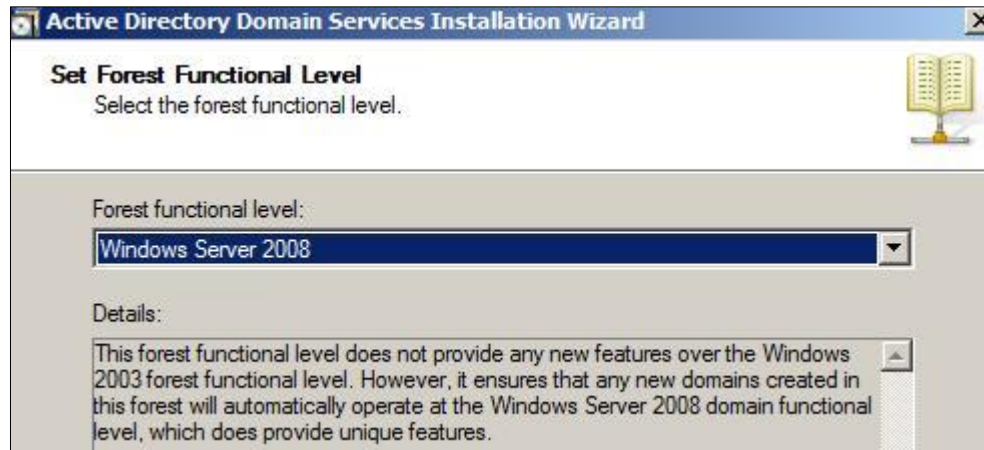 Active Directory Domain Services Installation Wizard
Set Forest Functional Level
Select the forest functional level.
Forest functional level:
Windows Server 2008
Details:
This forest functional level does not provide any new features over the Windows
2003 forest functional level. However, it ensures that any new domains created in
this forest will automatically operate at the Windows Server 2008 domain functional
level, which does provide unique features.